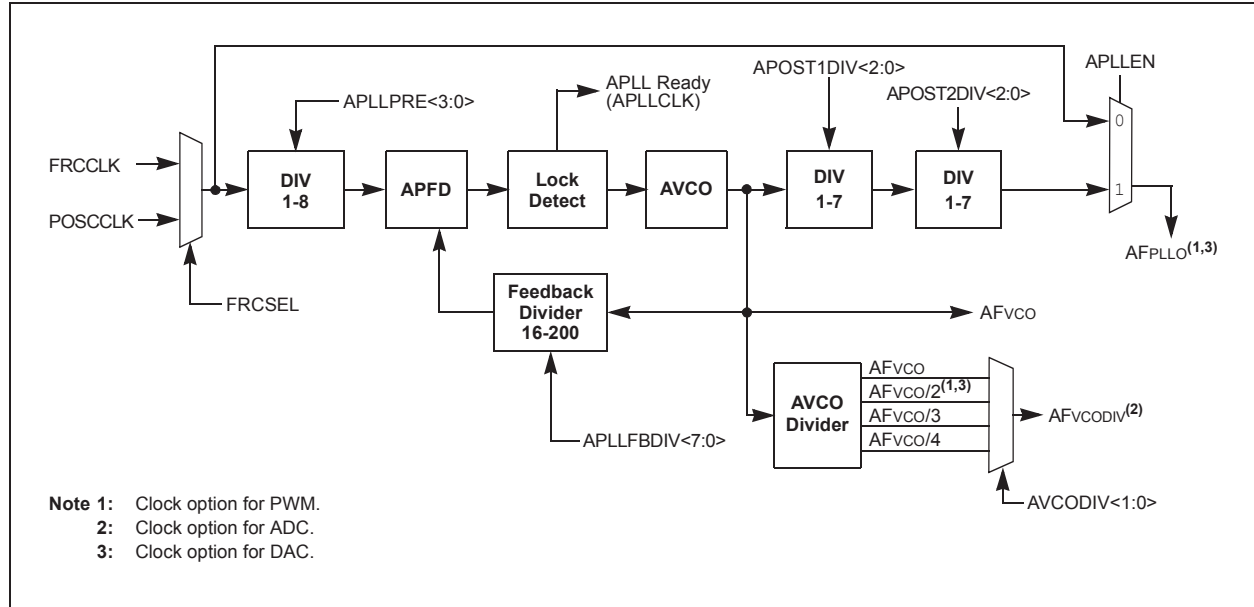 APLLEN
APOST1DIV<2:0>
APLL Ready
(APLLCLK)
APOST2DIV<2:0>
APLLPRE<3:0>
0
FRCCLK
DIV
1-8
APFD
Lock
Detect
AVCO
DIV
1-7
DIV
1-7
1
POSCCLK
AFPLLO(1,3)
FRCSEL
Feedback
Divider
16-200
AFVCO
AVCO
Divider
AFVCO
AFVCO/2(1,3)
AFVCO/3
AFVCO/4
AFVCODIV(2)
APLLFBDIV<7:0>
AVCODIV<1:0>
Note 1: Clock option for PWM.
2: Clock option for ADC.
3: Clock option for DAC.